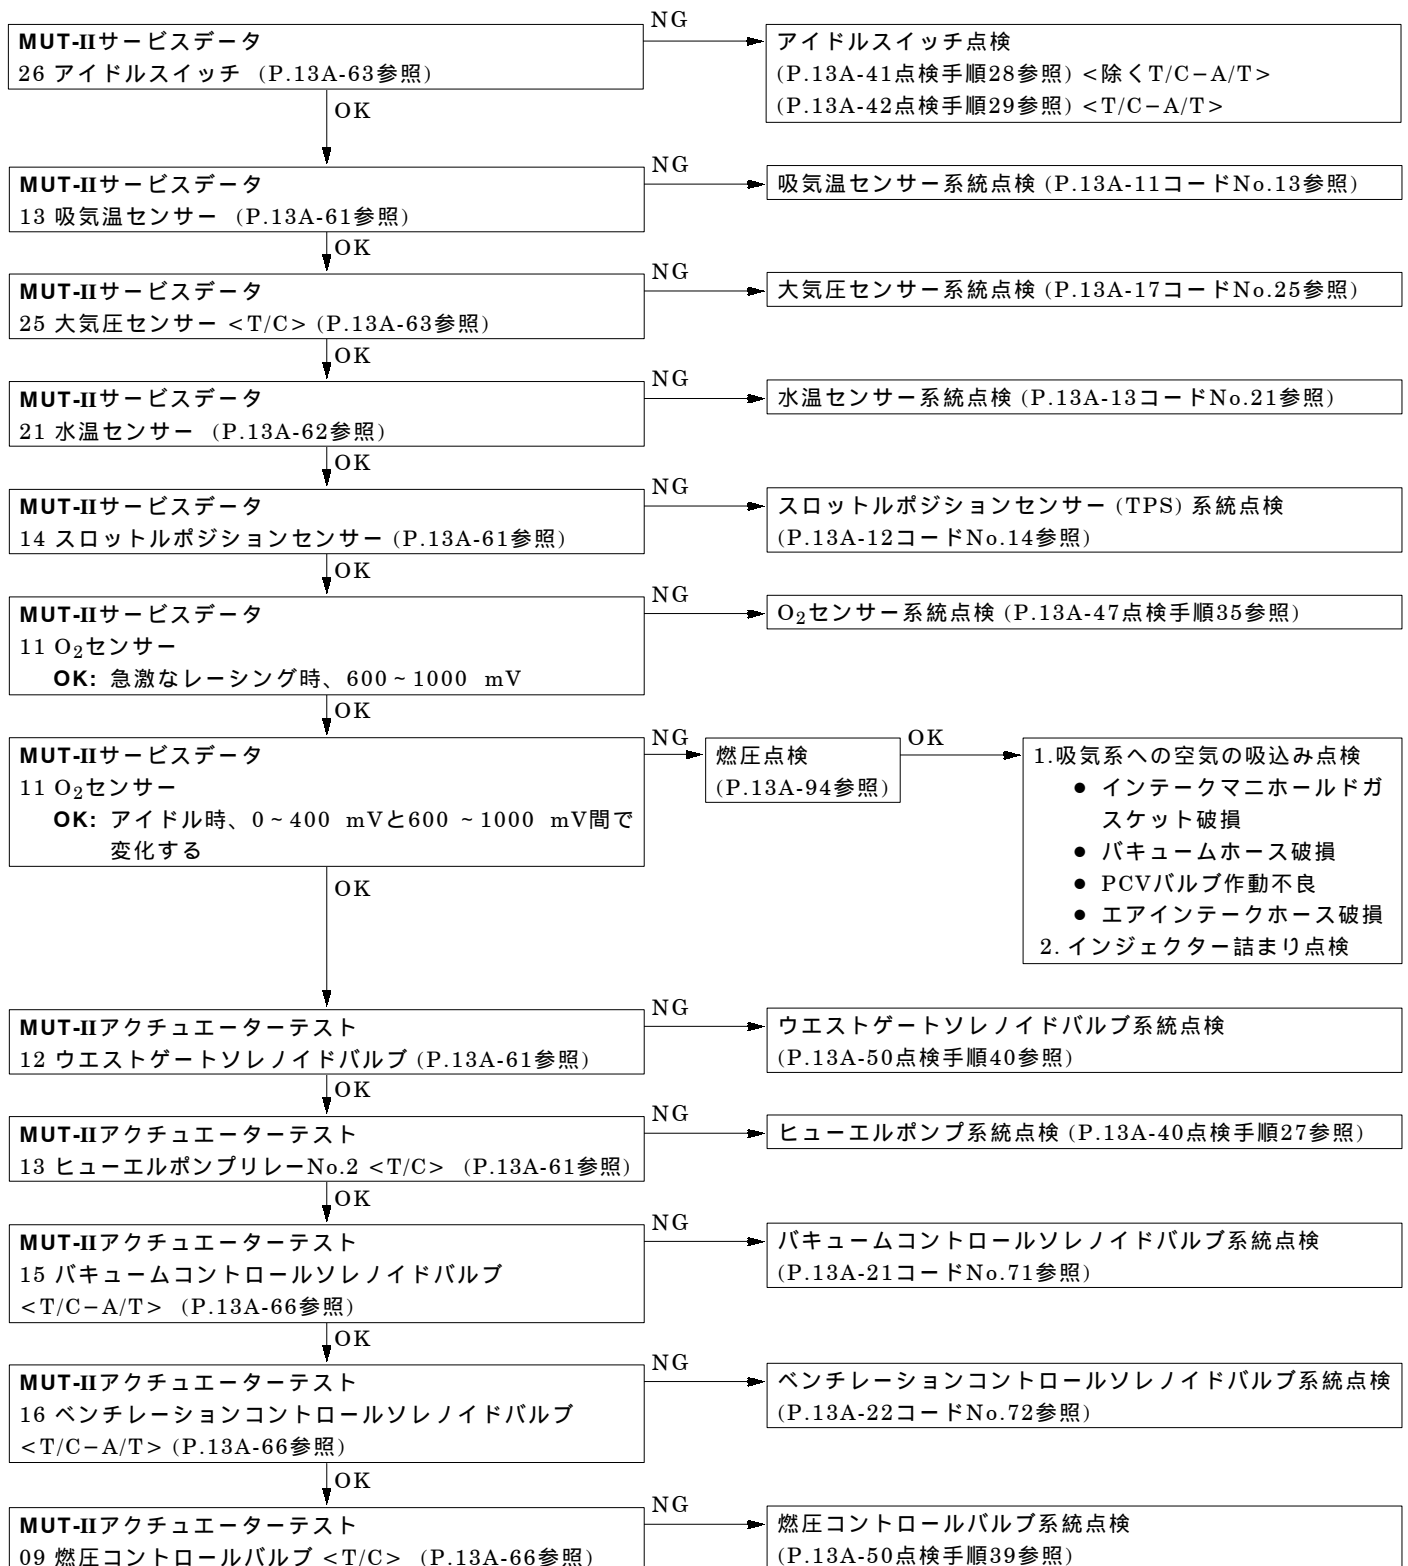 NG
MUT-IIサービスデータ
26 アイドルスイッチ (P.13A-63参照)
アイドルスイッチ点検
(P.13A-41点検手順28参照) <除くT/C−A/T>
(P.13A-42点検手順29参照) <T/C−A/T>
OK
NG
MUT-IIサービスデータ
13 吸気温センサー (P.13A-61参照)
吸気温センサー系統点検 (P.13A-11コードNo.13参照)
OK
NG
MUT-IIサービスデータ
25 大気圧センサー <T/C> (P.13A-63参照)
大気圧センサー系統点検 (P.13A-17コードNo.25参照)
OK
NG
MUT-IIサービスデータ
21 水温センサー (P.13A-62参照)
水温センサー系統点検 (P.13A-13コードNo.21参照)
OK
NG
MUT-IIサービスデータ
14 スロットルポジションセンサー (P.13A-61参照)
スロットルポジションセンサー (TPS) 系統点検
(P.13A-12コードNo.14参照)
OK
NG
MUT-IIサービスデータ
11 O₂センサー
OK: 急激なレーシング時、600~1000 mV
O₂センサー系統点検 (P.13A-47点検手順35参照)
OK
NG
MUT-IIサービスデータ
11 O₂センサー
OK: アイドル時、0~400 mVと600 ~1000 mV間で
変化する
燃圧点検
(P.13A-94参照)
OK
1.吸気系への空気の吸込み点検
● インテークマニホールドガ
スケット破損
● バキュームホース破損
● PCVバルブ作動不良
● エアインテークホース破損
2. インジェクター詰まり点検
OK
NG
MUT-IIアクチュエーターテスト
12 ウエストゲートソレノイドバルブ (P.13A-61参照)
ウエストゲートソレノイドバルブ系統点検
(P.13A-50点検手順40参照)
OK
NG
MUT-IIアクチュエーターテスト
13 ヒューエルポンプリレーNo.2 <T/C> (P.13A-61参照)
ヒューエルポンプ系統点検 (P.13A-40点検手順27参照)
OK
NG
MUT-IIアクチュエーターテスト
15 バキュームコントロールソレノイドバルブ
<T/C−A/T> (P.13A-66参照)
バキュームコントロールソレノイドバルブ系統点検
(P.13A-21コードNo.71参照)
OK
NG
MUT-IIアクチュエーターテスト
16 ベンチレーションコントロールソレノイドバルブ
<T/C−A/T> (P.13A-66参照)
ベンチレーションコントロールソレノイドバルブ系統点検
(P.13A-22コードNo.72参照)
OK
NG
MUT-IIアクチュエーターテスト
09 燃圧コントロールバルブ <T/C> (P.13A-66参照)
燃圧コントロールバルブ系統点検
(P.13A-50点検手順39参照)